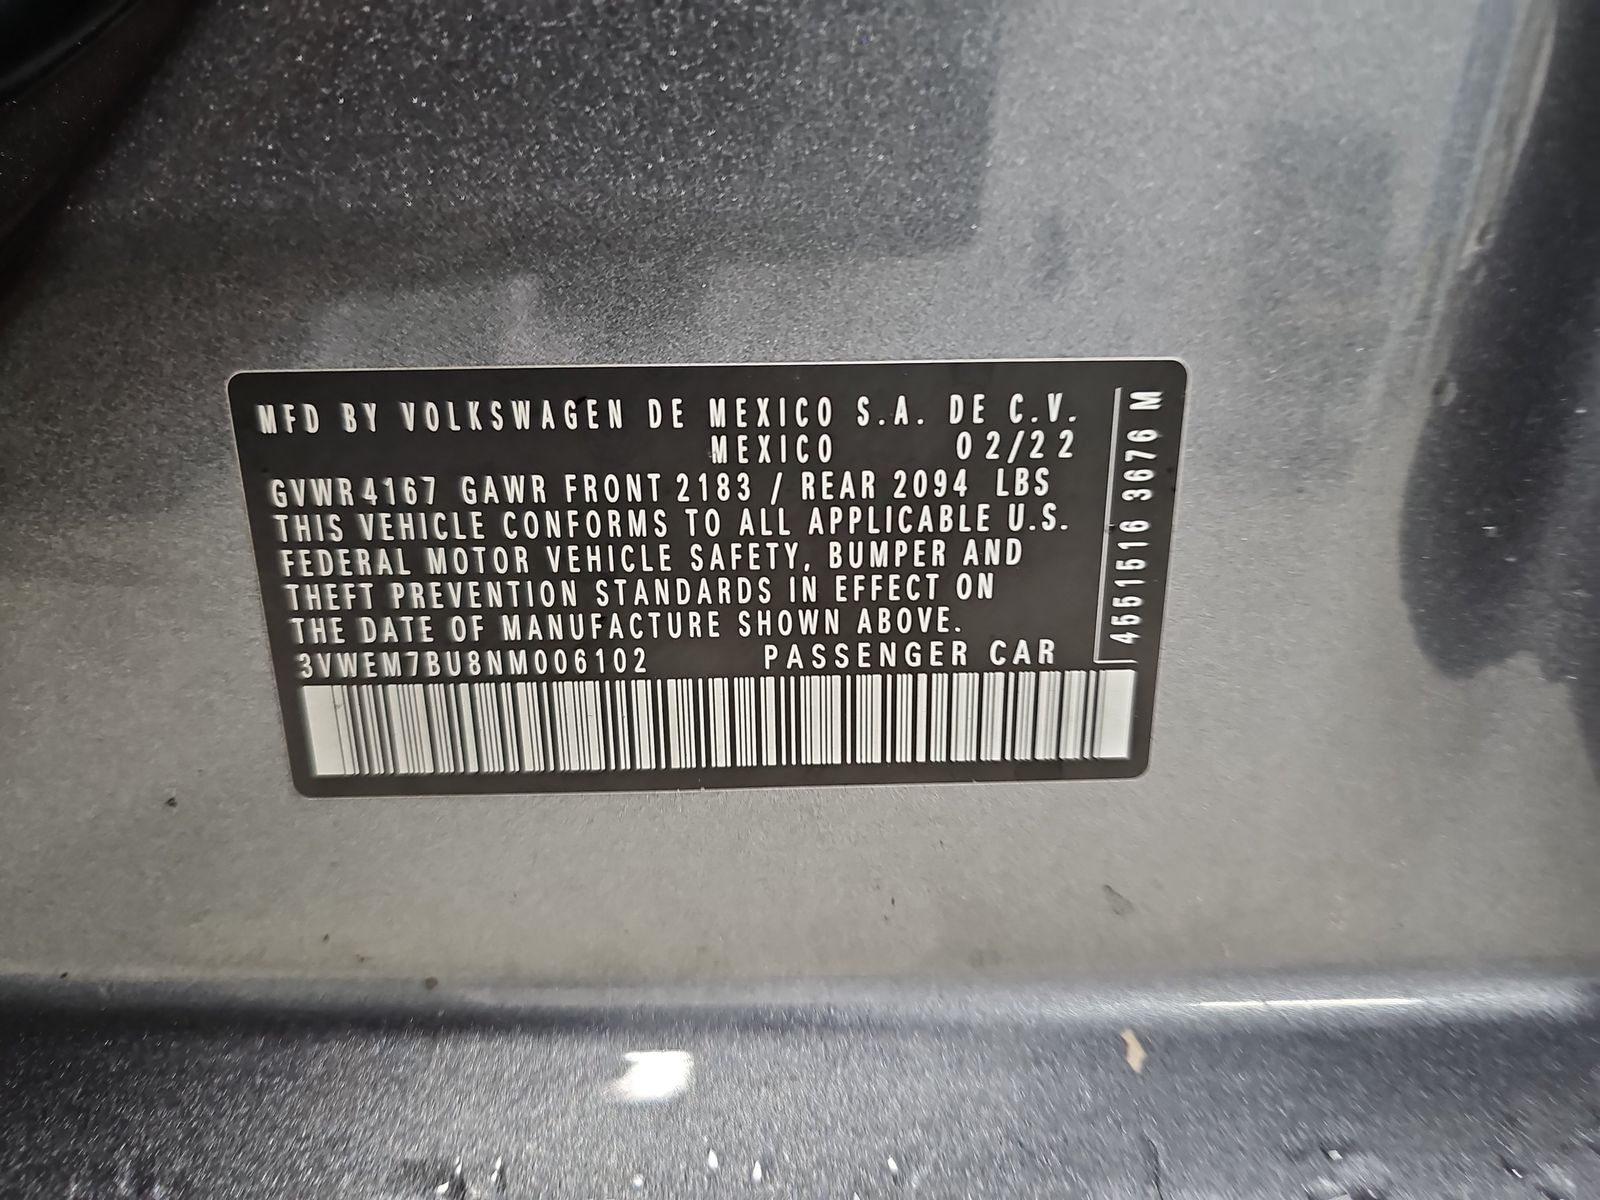 MFD BY VOLKSWAGEN DE MEXICO S.A. DE C.V.
MEXICO 02/22
GVWR 4167 GAWR FRONT 2183 / REAR 2094 LBS
THIS VEHICLE CONFORMS TO ALL APPLICABLE U.S.
FEDERAL MOTOR VEHICLE SAFETY, BUMPER AND
THEFT PREVENTION STANDARDS IN EFFECT ON
THE DATE OF MANUFACTURE SHOWN ABOVE.
3VWEM7BU8NM006102 PASSENGER CAR
4551516 3676 M